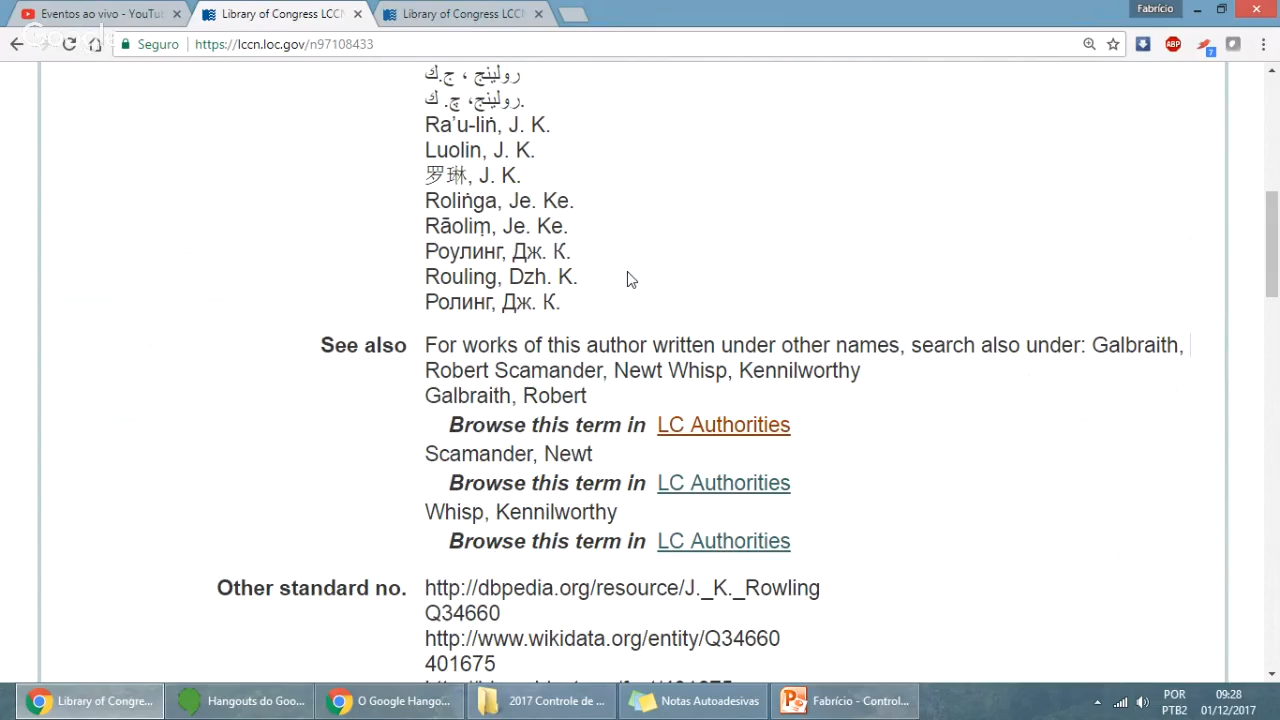 Eventos ao vivo - YouTu
Library of Congress LCCN
Library of Congress LCCN
Fabrício
Seguro
https://lccn.loc.gov/n97108433
ABP
7
رولينج ، ج.ك
رولينج، چ. ك.
Ra’u-liṅ, J. K.
Luolin, J. K.
罗琳, J. K.
Roliṅga, Je. Ke.
Rāoliṃ, Je. Ke.
Роулинг, Дж. К.
Rouling, Dzh. K.
Ролинг, Дж. К.
See also For works of this author written under other names, search also under: Galbraith,
Robert Scamander, Newt Whisp, Kennilworthy
Galbraith, Robert
Browse this term in LC Authorities
Scamander, Newt
Browse this term in LC Authorities
Whisp, Kennilworthy
Browse this term in LC Authorities
Other standard no. http://dbpedia.org/resource/J._K._Rowling
Q34660
http://www.wikidata.org/entity/Q34660
401675
Library of Congre...
Hangouts do Goo...
O Google Hango...
2017 Controle de ...
Notas Autoadesivas
Fabrício - Control...
POR
PTB2
09:28
01/12/2017